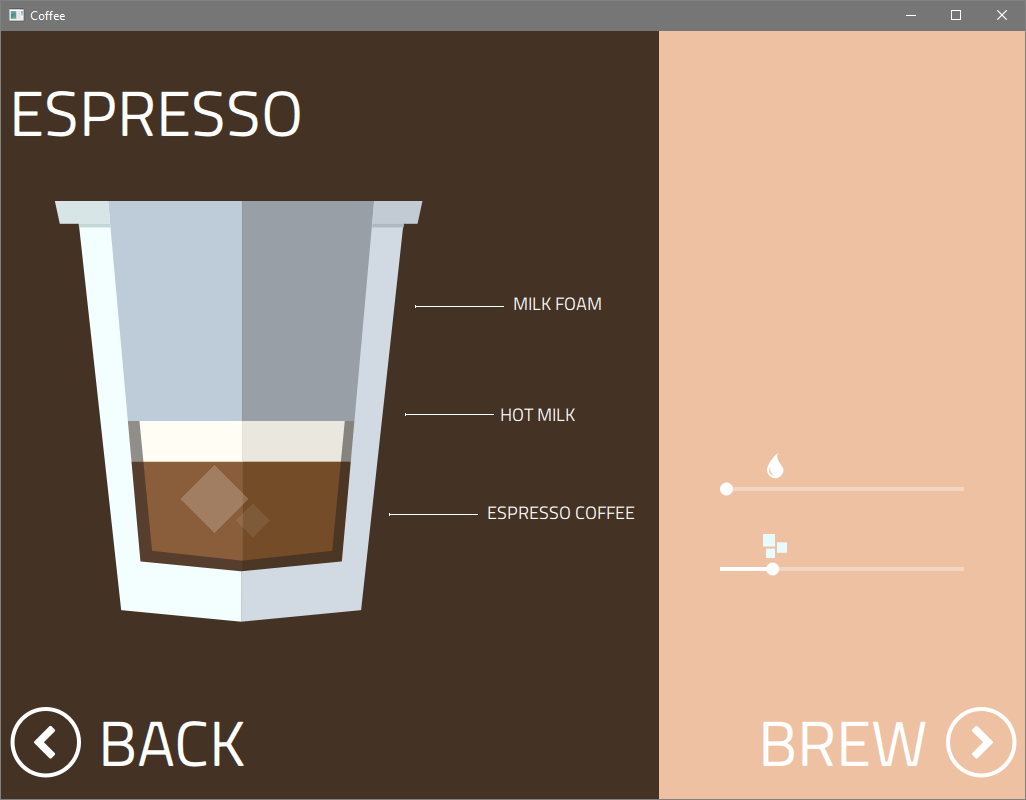 Coffee
ESPRESSO
MILK FOAM
HOT MILK
ESPRESSO COFFEE
BACK
BREW